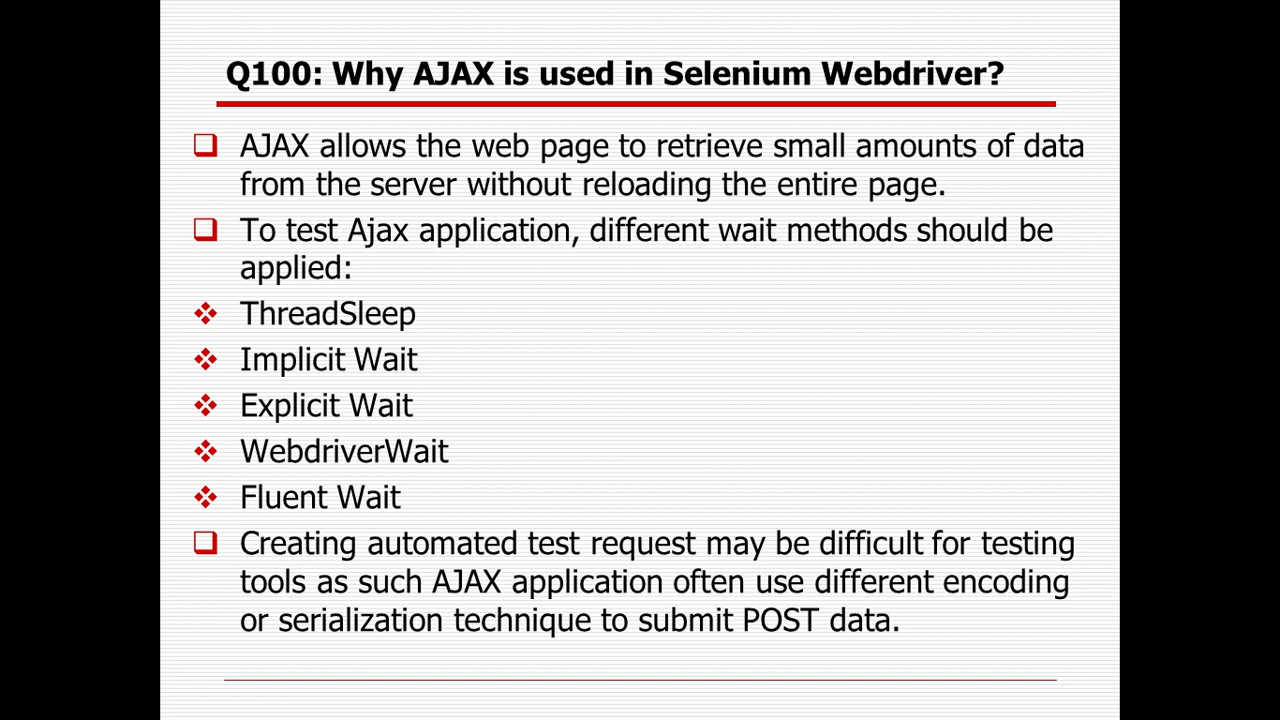 Q100: Why AJAX is used in Selenium Webdriver?
AJAX allows the web page to retrieve small amounts of data
from the server without reloading the entire page.
To test Ajax application, different wait methods should be
applied:
ThreadSleep
Implicit Wait
Explicit Wait
WebdriverWait
Fluent Wait
Creating automated test request may be difficult for testing
tools as such AJAX application often use different encoding
or serialization technique to submit POST data.